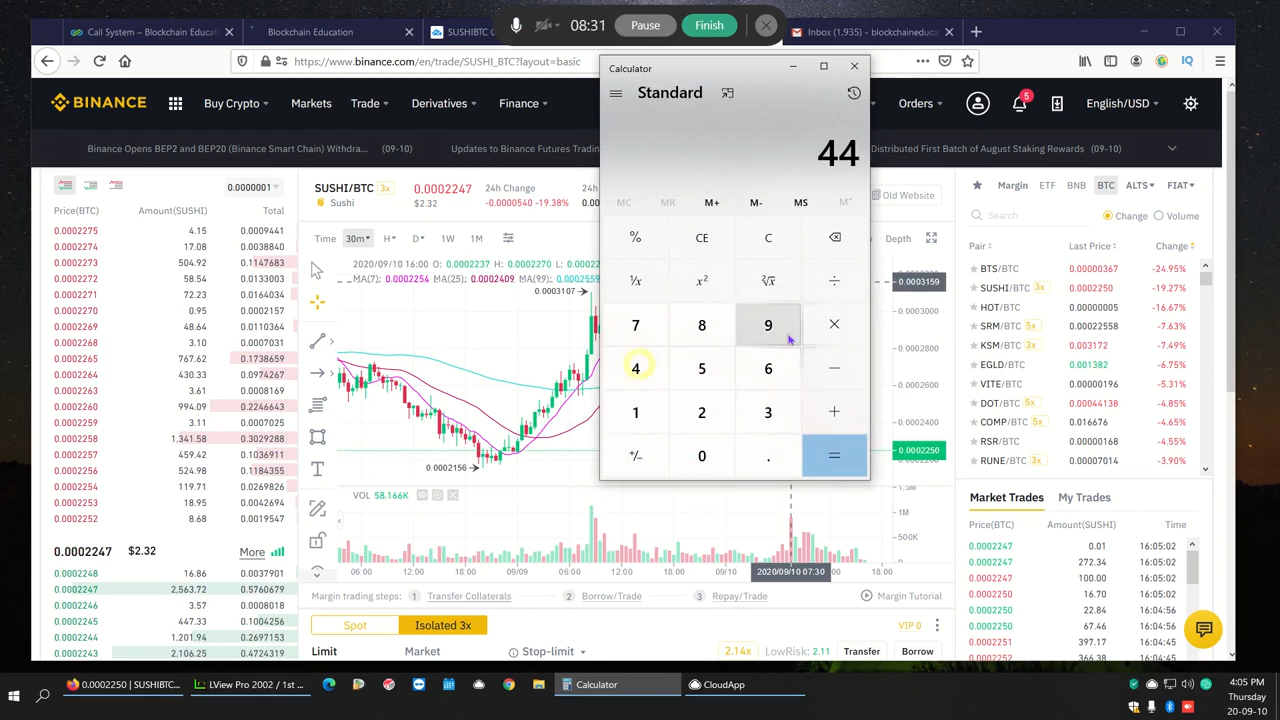 08:31
Pause
Finish
Call System – Blockchain Educati
Blockchain Education
SUSHIBTC
Inbox (1,935) - blockchaineduca
https://www.binance.com/en/trade/SUSHI_BTC?layout=basic
BINANCE
Buy Crypto
Markets
Trade
Derivatives
Finance
Orders
5
English/USD
Binance Opens BEP2 and BEP20 (Binance Smart Chain) Withdra...
(09-10)
Updates to Binance Futures Tradin
Distributed First Batch of August Staking Rewards
(09-10)
Calculator
Standard
44
MC
MR
M+
M-
MS
%
CE
C
¹/x
x²
²√x
÷
7
8
9
×
4
5
6
−
1
2
3
+
+/−
0
.
=
0.0000001
Price(BTC)
Amount(SUSHI)
Total
0.0002275 4.15 0.0009441
0.0002274 17.08 0.0038840
0.0002273 504.92 0.1147683
0.0002272 58.54 0.0133003
0.0002271 72.23 0.0164034
0.0002270 0.95 0.0002157
0.0002269 48.64 0.0110364
0.0002268 3.10 0.0007031
0.0002265 767.62 0.1738659
0.0002264 430.33 0.0974267
0.0002262 3.61 0.0008169
0.0002260 994.09 0.2246643
0.0002259 3.11 0.0007025
0.0002258 1,341.58 0.3029288
0.0002257 459.42 0.1036911
0.0002256 524.98 0.1184355
0.0002254 119.71 0.0269826
0.0002253 18.95 0.0042694
0.0002252 8.68 0.0019547
0.0002247 $2.32 More
0.0002248 16.86 0.0037901
0.0002247 2,563.72 0.5760679
0.0002246 3.57 0.0008018
0.0002245 447.33 0.1004256
0.0002244 1,201.94 0.2697153
0.0002243 2,106.25 0.4724319
SUSHI/BTC 3x
Sushi
0.0002247
$2.32
24h Change
-0.0000540 -19.38%
Old Website
Time
30m
H
D
1W
1M
Depth
2020/09/10 16:00 O: 0.0002237 H: 0.0002270 L: 0.0002
MA(7): 0.0002254 MA(25): 0.0002409 MA(99): 0.0002559
0.0003107
0.0002156
0.0003159
0.0003000
0.0002800
0.0002600
0.0002400
0.0002250
VOL 58.166K
1.5M
1M
500K
06:00
12:00
18:00
09/09
06:00
12:00
18:00
09/10
2020/09/10 07:30
18:00
Margin trading steps:
1 Transfer Collaterals
2 Borrow/Trade
3 Repay/Trade
Margin Tutorial
Spot
Isolated 3x
VIP 0
Limit
Market
Stop-limit
2.14x
LowRisk: 2.11
Transfer
Borrow
Margin
ETF
BNB
BTC
ALTS
FIAT
Search
Change
Volume
Pair
Last Price
Change
BTS/BTC 0.00000367 -24.95%
SUSHI/BTC 3x 0.0002250 -19.27%
HOT/BTC 0.00000005 -16.67%
SRM/BTC 5x 0.00022558 -7.63%
KSM/BTC 3x 0.003172 -7.49%
EGLD/BTC 0.001382 -6.75%
VITE/BTC 0.00000196 -5.31%
DOT/BTC 5x 0.00044138 -4.85%
COMP/BTC 5x 0.016676 -4.65%
RSR/BTC 0.00000168 -4.55%
RUNE/BTC 3x 0.00007014 -3.90%
Market Trades
My Trades
Price(BTC)
Amount(SUSHI)
Time
0.0002247 0.01 16:05:02
0.0002250 272.34 16:05:02
0.0002247 100.00 16:05:02
0.0002250 16.70 16:05:02
0.0002250 22.84 16:04:56
0.0002250 67.46 16:04:56
0.0002251 397.17 16:04:45
0.0002252 366.38 16:04:45
0.0002250 | SUSHIBTC...
LView Pro 2002 / 1st ...
Calculator
CloudApp
4:05 PM
Thursday
20-09-10